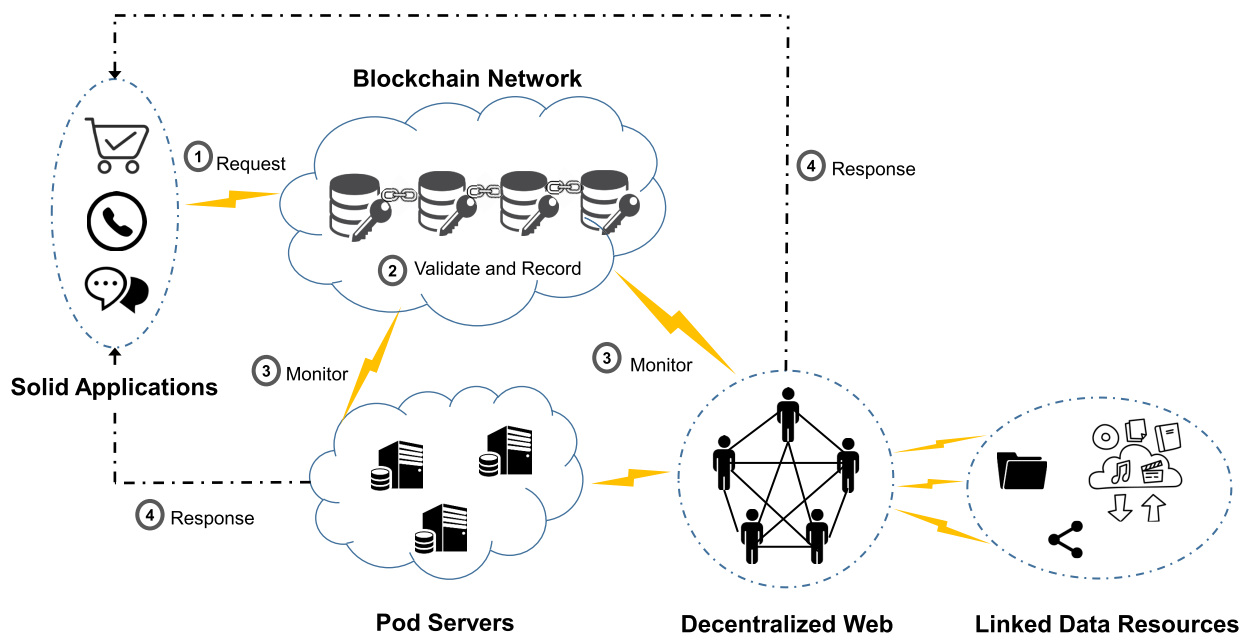 Blockchain Network
1 Request
4 Response
2 Validate and Record
3 Monitor
3 Monitor
Solid Applications
4 Response
Pod Servers
Decentralized Web
Linked Data Resources